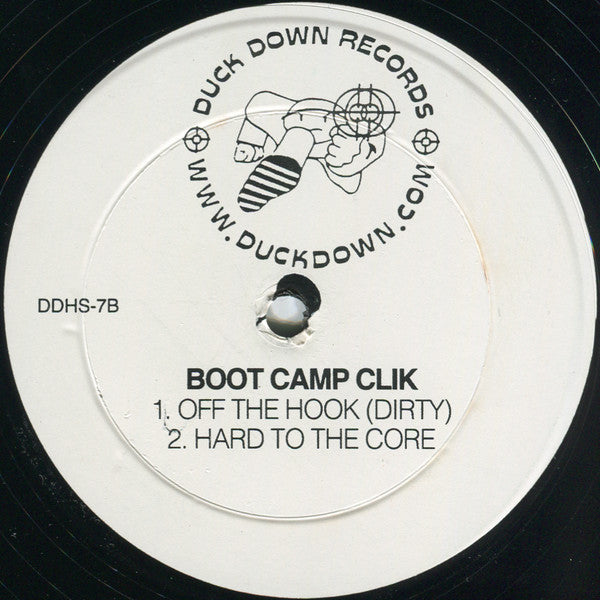 DUCK DOWN RECORDS
WWW.DUCKDOWN.COM
DDHS-7B
BOOT CAMP CLIK
1. OFF THE HOOK (DIRTY)
2. HARD TO THE CORE